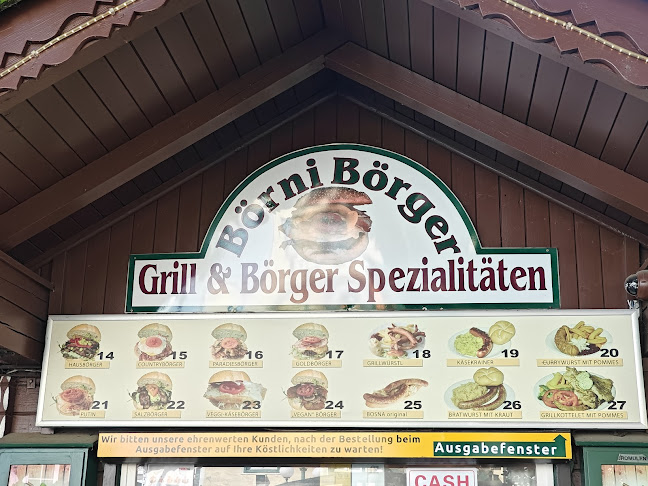 Börni Börger
Grill & Börger Spezialitäten
14 15 16 17 18 19 20
HAUSBÖRGER COUNTRYBÖRGER PARADIESBÖRGER GOLDBÖRGER GRILLWÜRSTL KÄSEKRAINER CURRYWURST MIT POMMES
21 22 23 24 25 26 27
PUTIN SALZBÖRGER VEGGI-KÄSEBÖRGER VEGAN BÖRGER BOSNA original BRATWURST MIT KRAUT GRILLKOTELLET MIT POMMES
Wir bitten unsere ehrenwerten Kunden, nach der Bestellung beim
Ausgabefenster auf Ihre Köstlichkeiten zu warten!
Ausgabefenster
CASH